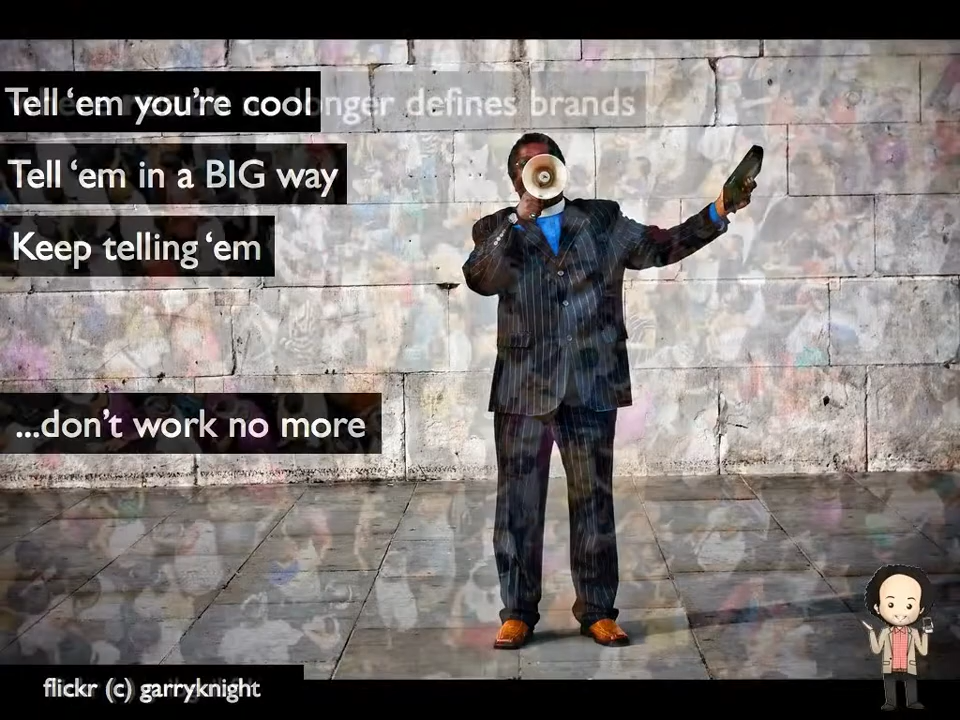 Tell ‘em you’re cool
longer defines brands
Tell ‘em in a BIG way
Keep telling ‘em
...don’t work no more
flickr (c) garryknight